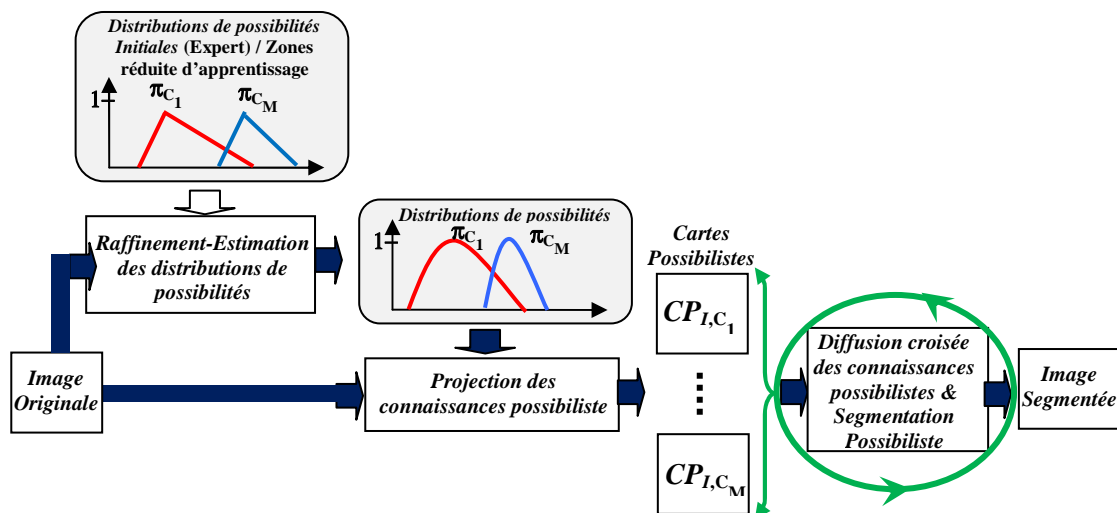 Distributions de possibilités
Initiales (Expert) / Zones
réduite d'apprentissage
1
πC1
πCM
Raffinement-Estimation
des distributions de
possibilités
Distributions de possibilités
1
πC1
πCM
Image
Originale
Projection des
connaissances possibiliste
Cartes
Possibilistes
CPI,C1
CPI,CM
Diffusion croisée
des connaissances
possibilistes &
Segmentation
Possibiliste
Image
Segmentée